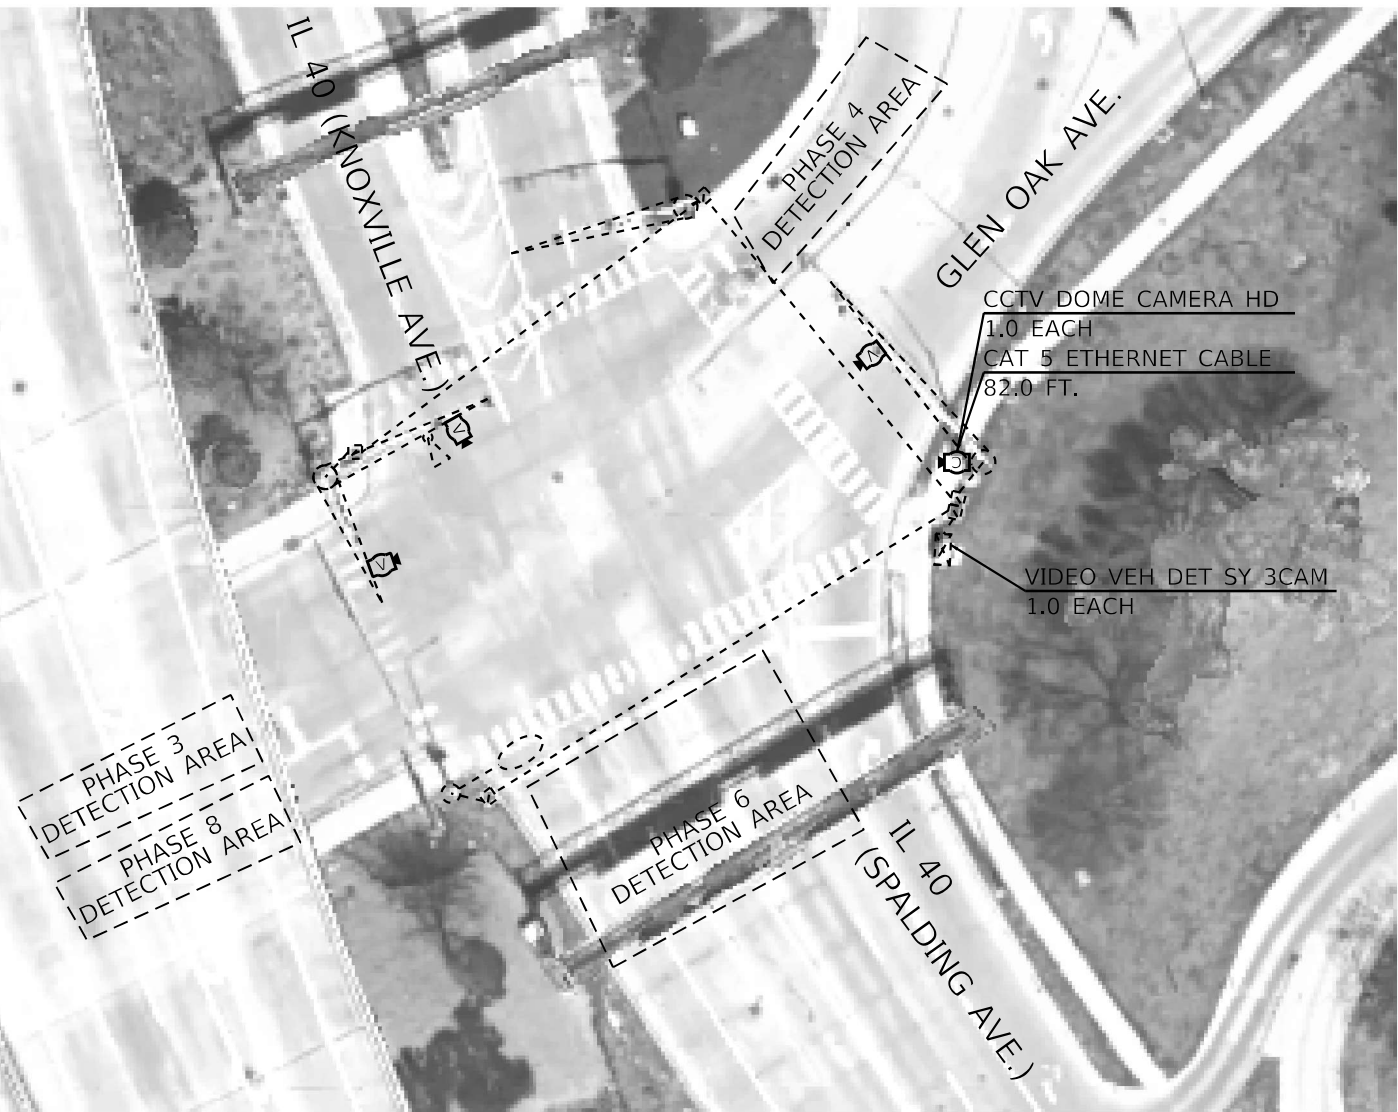 IL 40 (KNOXVILLE AVE.)
PHASE 4
DETECTION AREA
GLEN OAK AVE.
CCTV DOME CAMERA HD
1.0 EACH
CAT 5 ETHERNET CABLE
82.0 FT.
V
V
C
V
VIDEO VEH DET SY 3CAM
1.0 EACH
PHASE 3
DETECTION AREA
PHASE 8
DETECTION AREA
PHASE 6
DETECTION AREA
IL 40
(SPALDING AVE.)